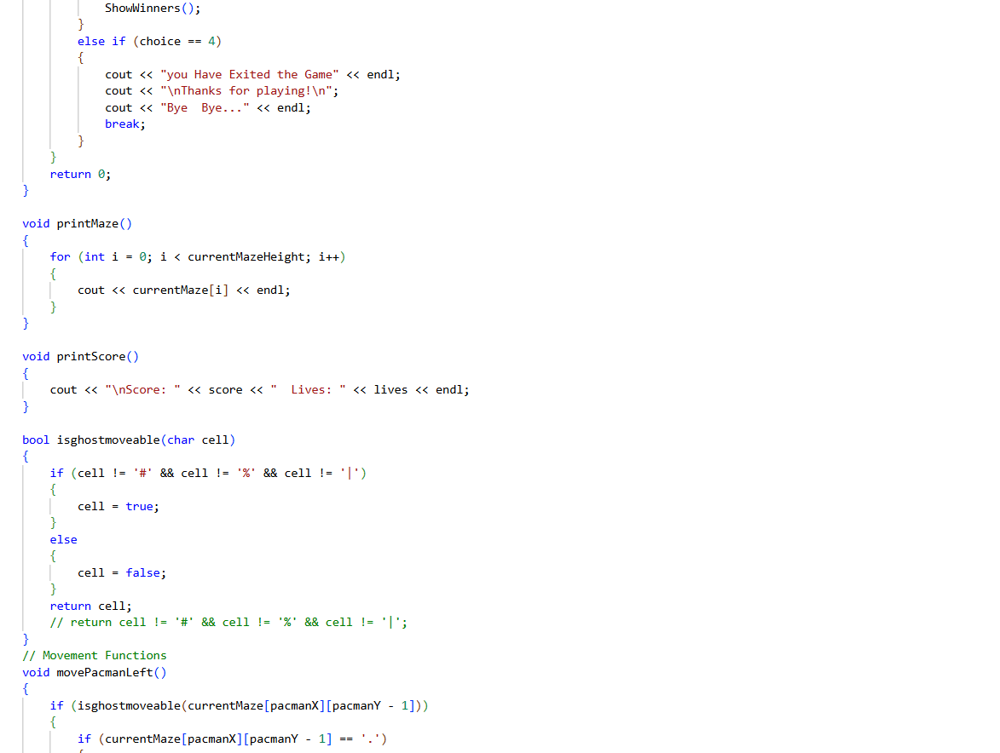 ShowWinners();
        }
        else if (choice == 4)
        {
            cout << "you Have Exited the Game" << endl;
            cout << "\nThanks for playing!\n";
            cout << "Bye  Bye..." << endl;
            break;
        }
    }
    return 0;
}

void printMaze()
{
    for (int i = 0; i < currentMazeHeight; i++)
    {
        cout << currentMaze[i] << endl;
    }
}

void printScore()
{
    cout << "\nScore: " << score << "  Lives: " << lives << endl;
}

bool isghostmoveable(char cell)
{
    if (cell != '#' && cell != '%' && cell != '|')
    {
        cell = true;
    }
    else
    {
        cell = false;
    }
    return cell;
    // return cell != '#' && cell != '%' && cell != '|';
}
// Movement Functions
void movePacmanLeft()
{
    if (isghostmoveable(currentMaze[pacmanX][pacmanY - 1]))
    {
        if (currentMaze[pacmanX][pacmanY - 1] == '.')
        {